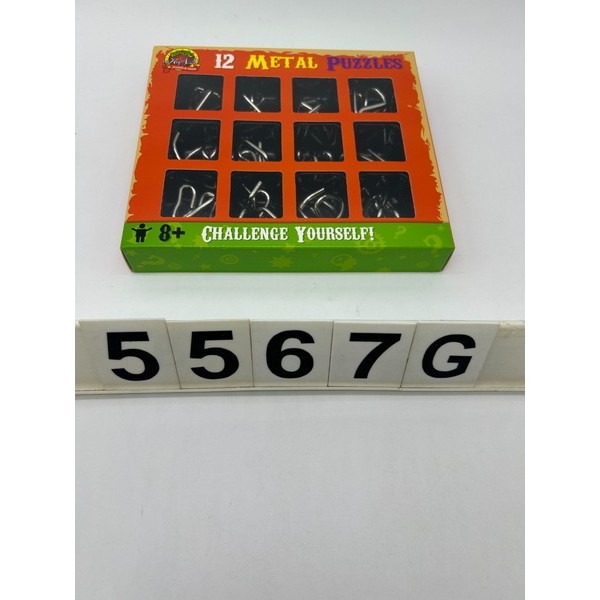 12 METAL PUZZLES
8+ CHALLENGE YOURSELF!
5567G